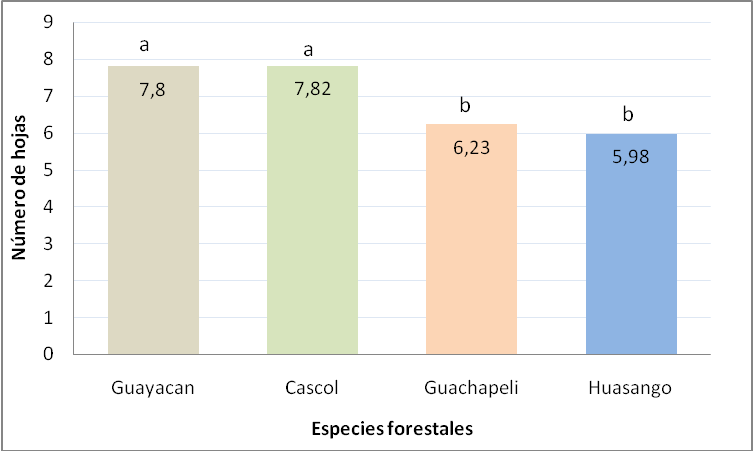 Número de hojas
9
8
7
6
5
4
3
2
1
0
a
a
b
b
7,8
7,82
6,23
5,98
Guayacan
Cascol
Guachapeli
Huasango
Especies forestales